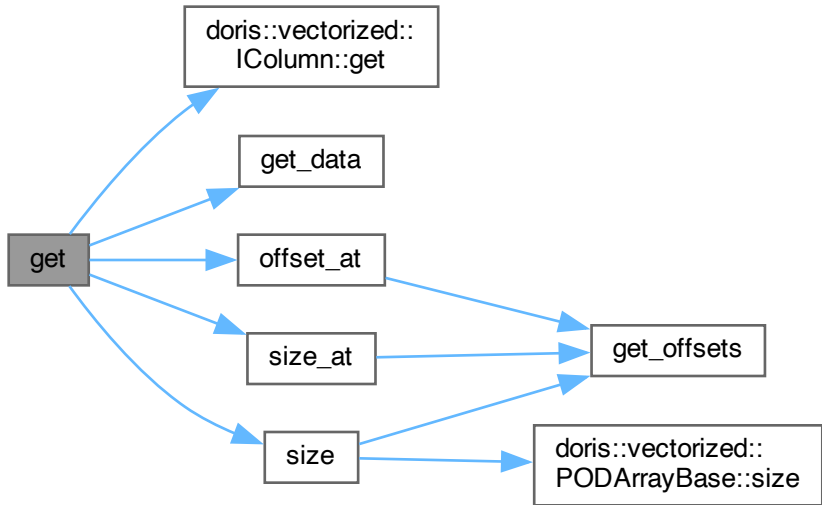 doris::vectorized::
IColumn::get
get_data
get
offset_at
size_at
get_offsets
size
doris::vectorized::
PODArrayBase::size